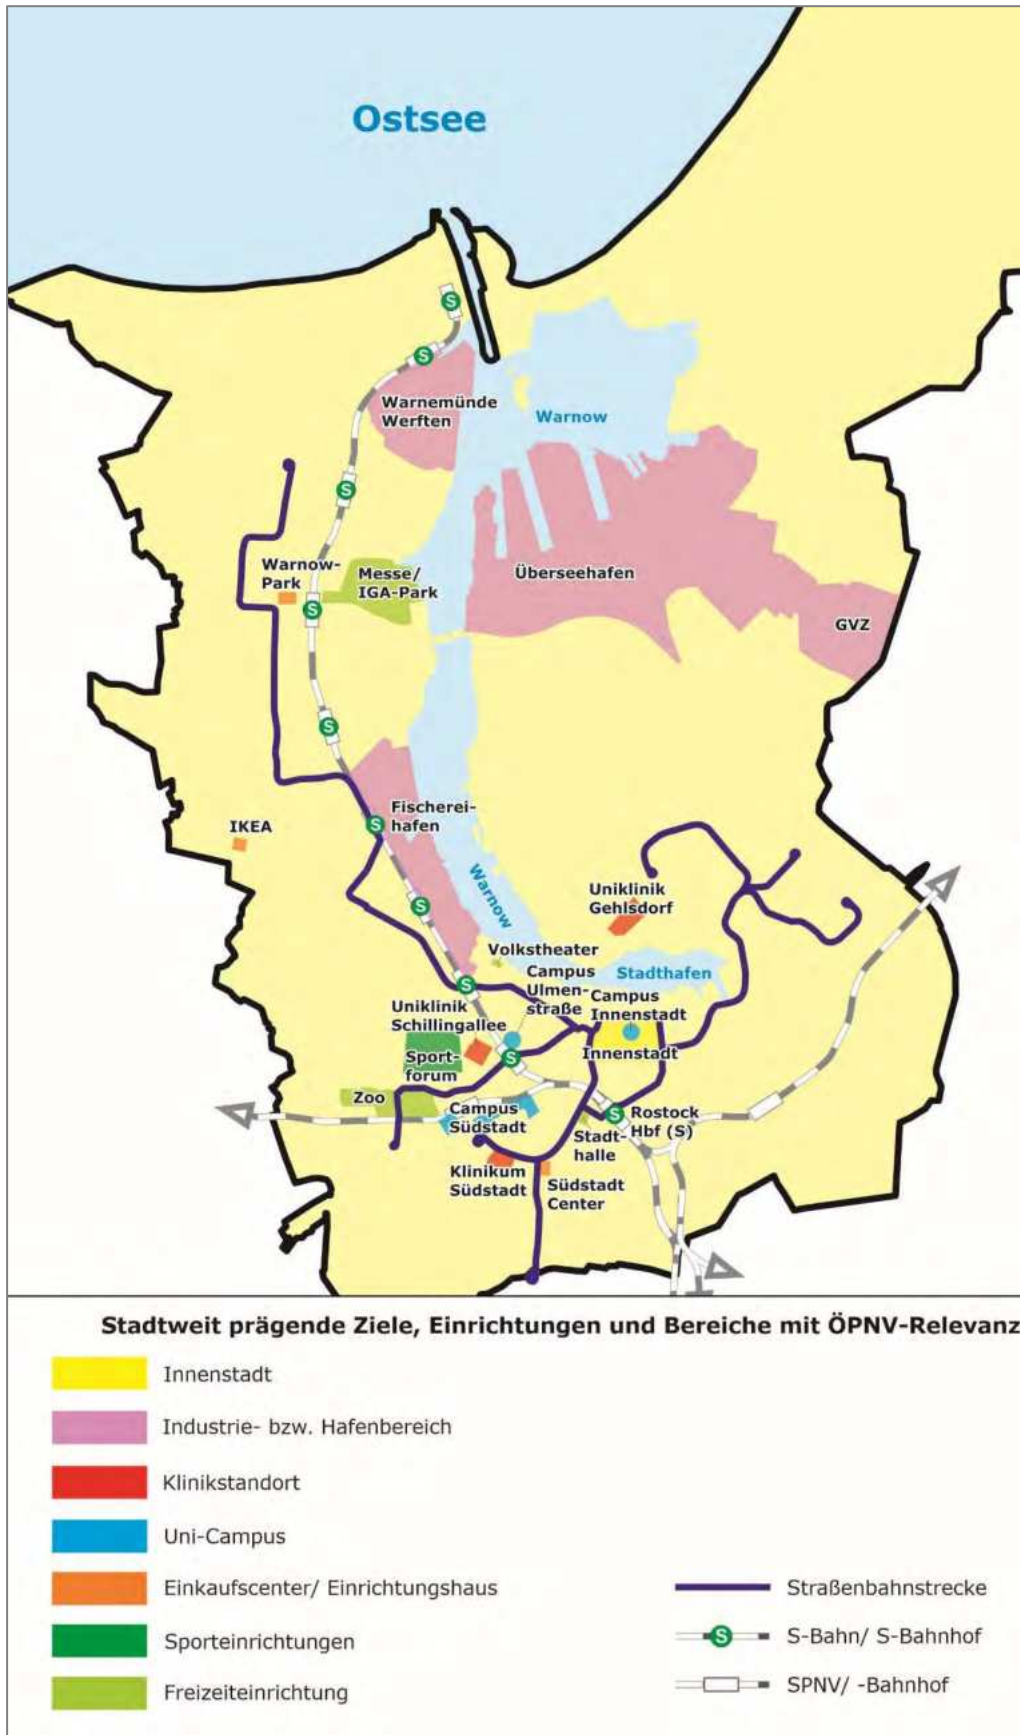 Ostsee
S
S
Warnemünde
Werften
Warnow
S
Warnow-
Park
Messe/
IGA-Park
Überseehafen
S
GVZ
S
Fischerei-
hafen
S
IKEA
Warnow
Uniklinik
Gehlsdorf
S
Volkstheater
Campus
Ulmen-
straße
Stadthafen
S
Campus
Innenstadt
Uniklinik
Schillingallee
Innenstadt
Sport-
forum
S
Zoo
Campus
Südstadt
S
Rostock
Hbf (S)
Stadt-
halle
Klinikum
Südstadt
Südstadt
Center
Stadtweit prägende Ziele, Einrichtungen und Bereiche mit ÖPNV-Relevanz
Innenstadt
Industrie- bzw. Hafenbereich
Klinikstandort
Uni-Campus
Einkaufscenter/ Einrichtungshaus
Sporteinrichtungen
Freizeiteinrichtung
Straßenbahnstrecke
S
S-Bahn/ S-Bahnhof
SPNV/ -Bahnhof